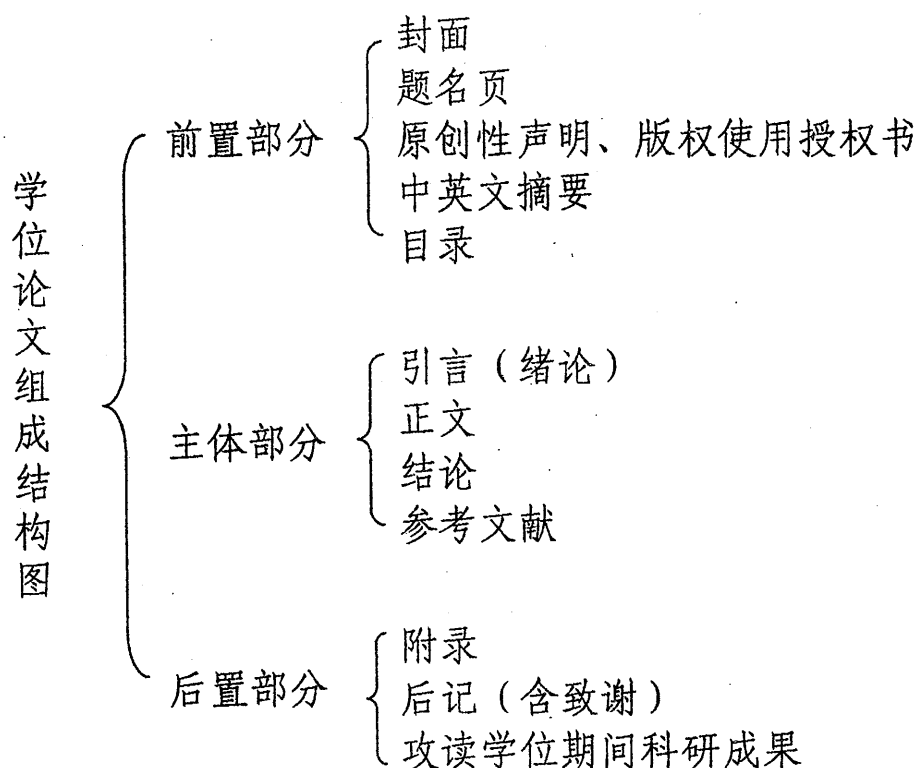 学位论文组成结构图
前置部分
封面
题名页
原创性声明、版权使用授权书
中英文摘要
目录
主体部分
引言（绪论）
正文
结论
参考文献
后置部分
附录
后记（含致谢）
攻读学位期间科研成果